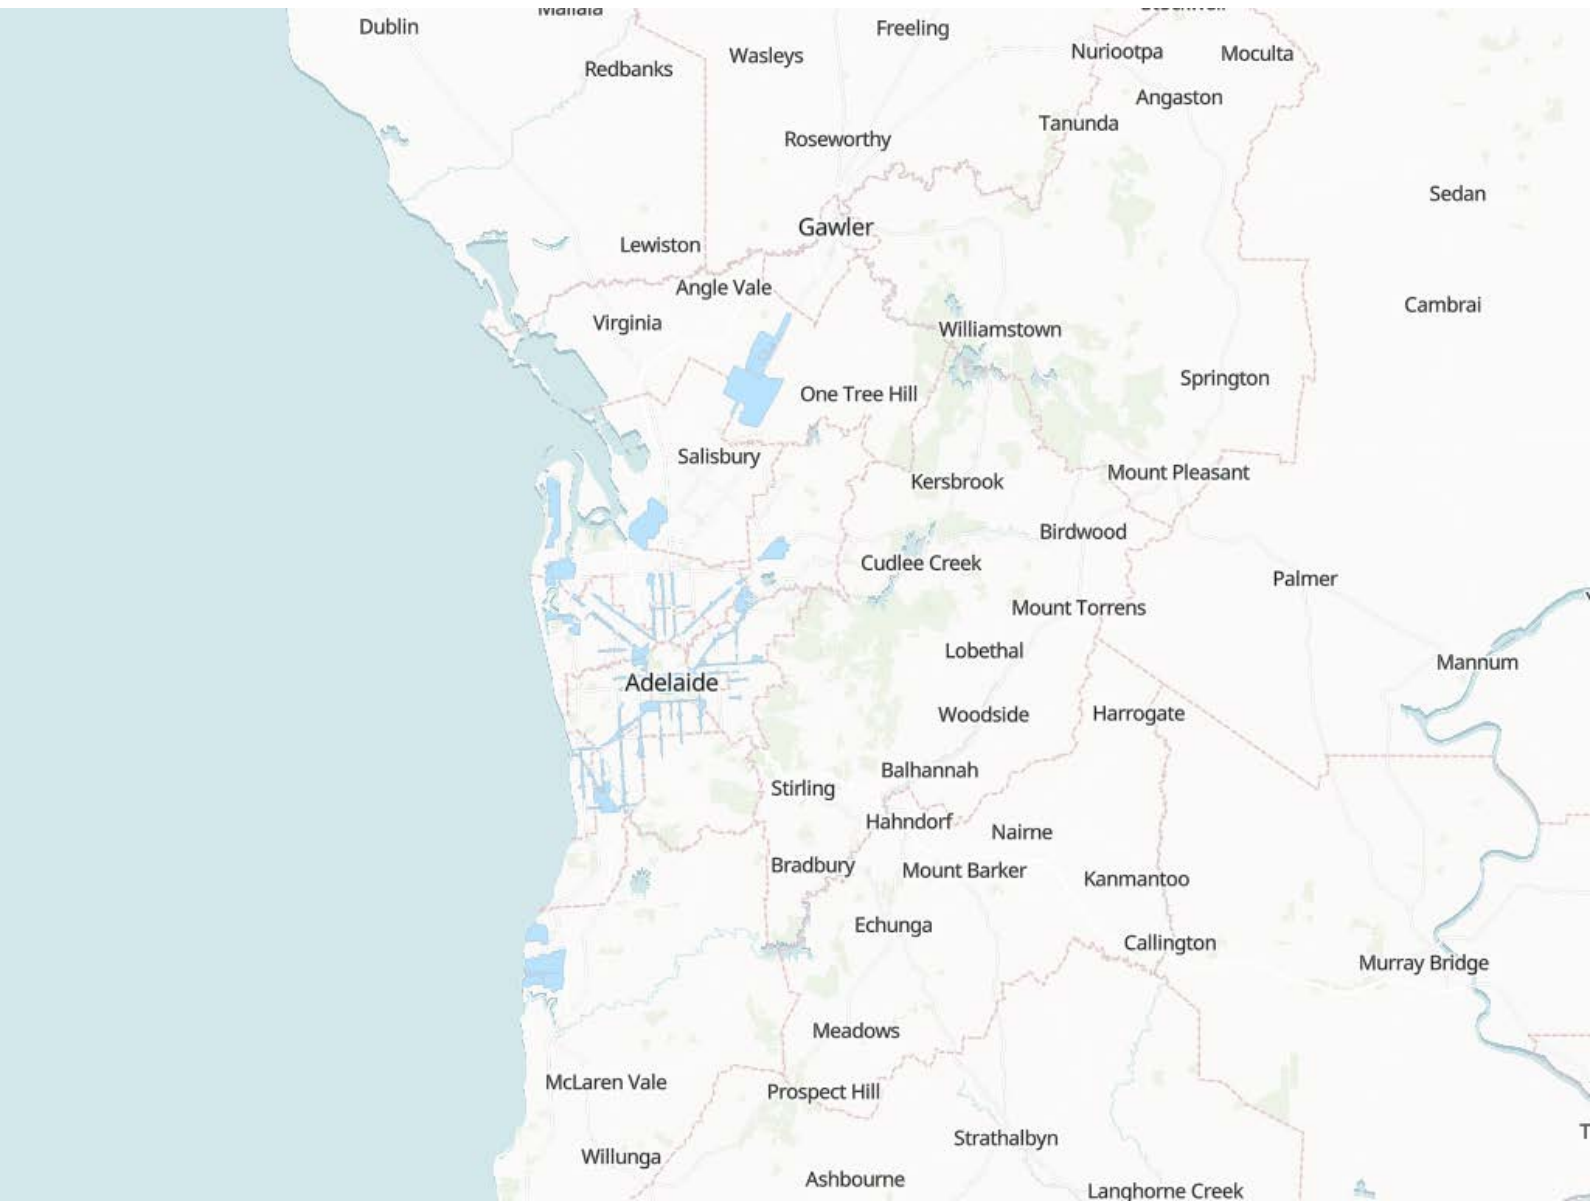 Dublin
Mallala
Freeling
Stockwell
Wasleys
Redbanks
Nuriootpa
Moculta
Angaston
Tanunda
Roseworthy
Sedan
Gawler
Lewiston
Angle Vale
Cambrai
Virginia
Williamstown
Springton
One Tree Hill
Salisbury
Mount Pleasant
Kersbrook
Birdwood
Cudlee Creek
Palmer
Mount Torrens
Lobethal
Mannum
Adelaide
Woodside
Harrogate
Balhannah
Stirling
Hahndorf
Nairne
Bradbury
Mount Barker
Kanmantoo
Echunga
Callington
Murray Bridge
Meadows
McLaren Vale
Prospect Hill
T
Strathalbyn
Willunga
Ashbourne
Langhorne Creek